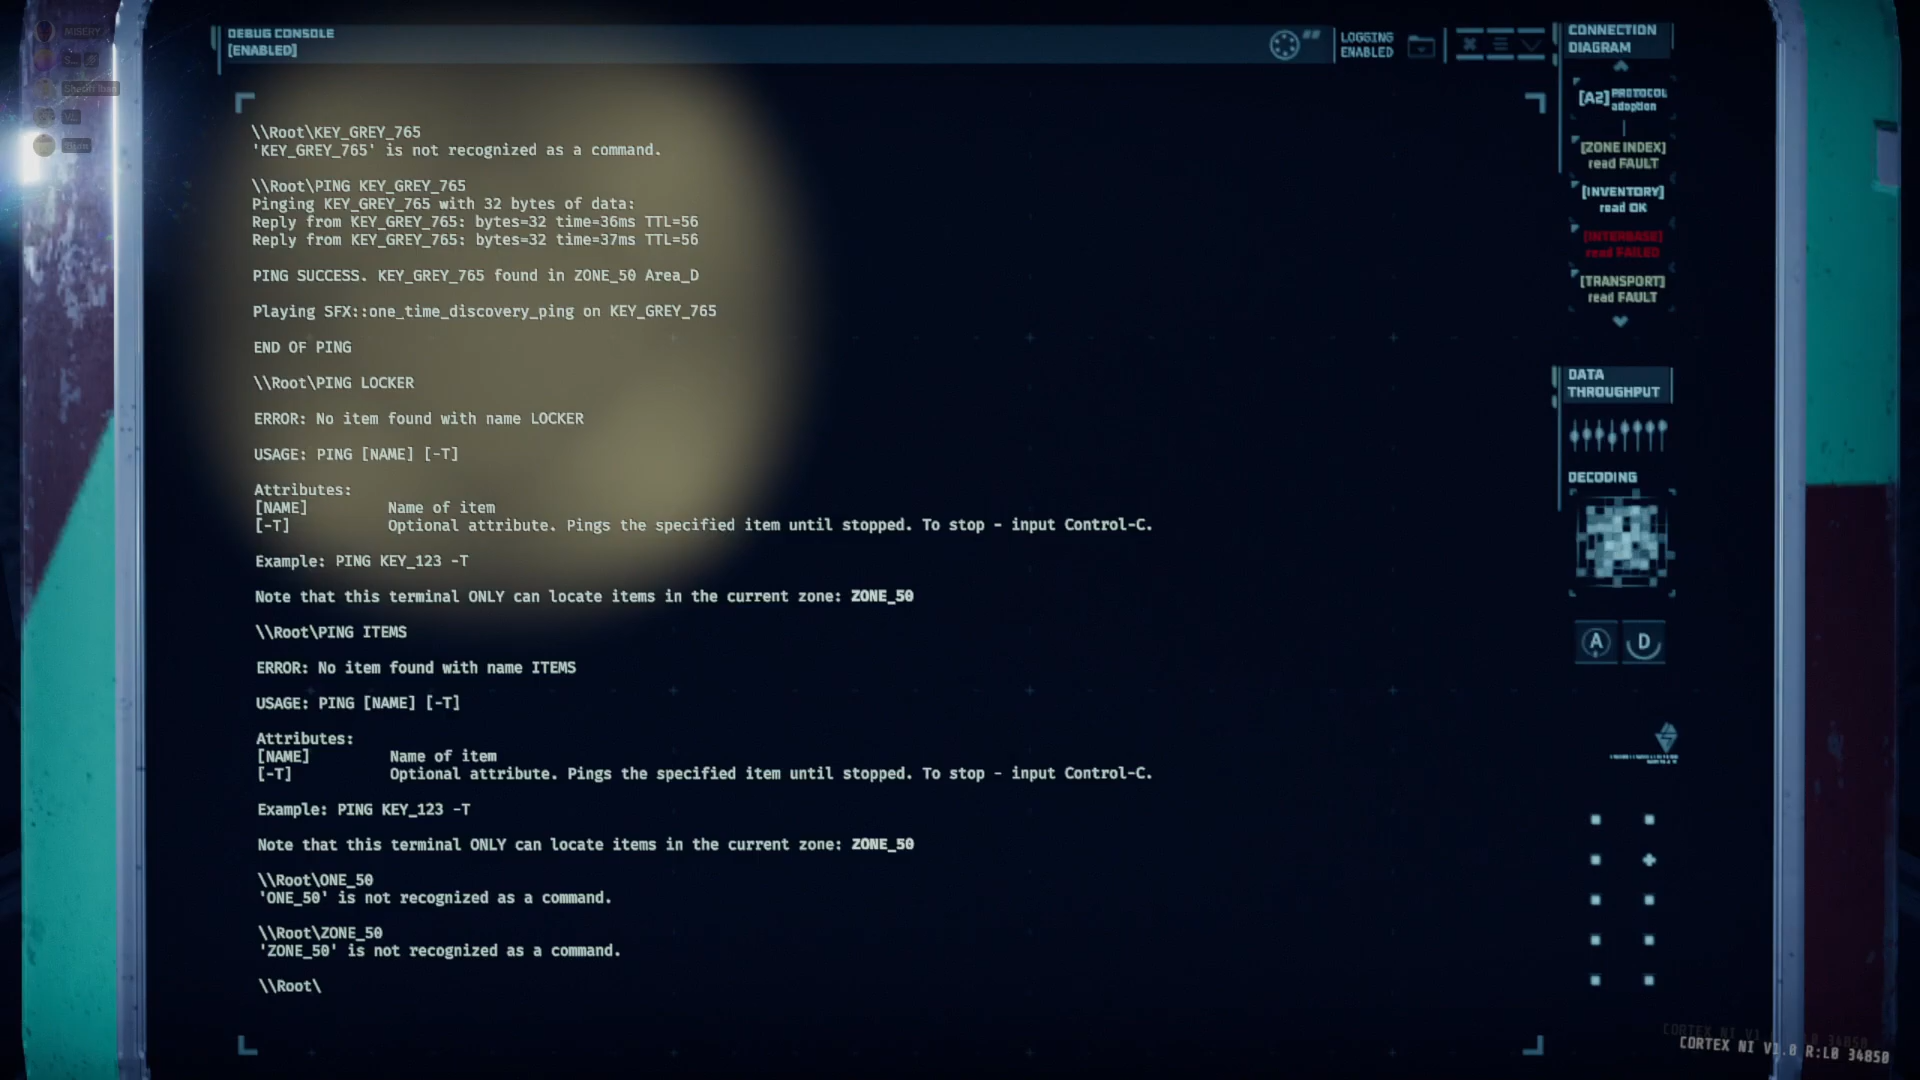 MISERY
DEBUG CONSOLE
[ENABLED]
LOGGING
ENABLED
\\Root\KEY_GREY_765
'KEY_GREY_765' is not recognized as a command.
\\Root\PING KEY_GREY_765
Pinging KEY_GREY_765 with 32 bytes of data:
Reply from KEY_GREY_765: bytes=32 time=36ms TTL=56
Reply from KEY_GREY_765: bytes=32 time=37ms TTL=56
PING SUCCESS. KEY_GREY_765 found in ZONE_50 Area_D
Playing SFX::one_time_discovery_ping on KEY_GREY_765
END OF PING
\\Root\PING LOCKER
ERROR: No item found with name LOCKER
USAGE: PING [NAME] [-T]
Attributes:
[NAME] Name of item
[-T] Optional attribute. Pings the specified item until stopped. To stop - input Control-C.
Example: PING KEY_123 -T
Note that this terminal ONLY can locate items in the current zone: ZONE_50
\\Root\PING ITEMS
ERROR: No item found with name ITEMS
USAGE: PING [NAME] [-T]
Attributes:
[NAME] Name of item
[-T] Optional attribute. Pings the specified item until stopped. To stop - input Control-C.
Example: PING KEY_123 -T
Note that this terminal ONLY can locate items in the current zone: ZONE_50
\\Root\ONE_50
'ONE_50' is not recognized as a command.
\\Root\ZONE_50
'ZONE_50' is not recognized as a command.
\\Root\
CONNECTION
DIAGRAM
[A2] PROTOCOL
adoption
[ZONE INDEX]
read FAULT
[INVENTORY]
read OK
[INTERBASE]
read FAILED
[TRANSPORT]
read FAULT
DATA
THROUGHPUT
DECODING
A D
CORTEX NI V1.0 R:L0 34850